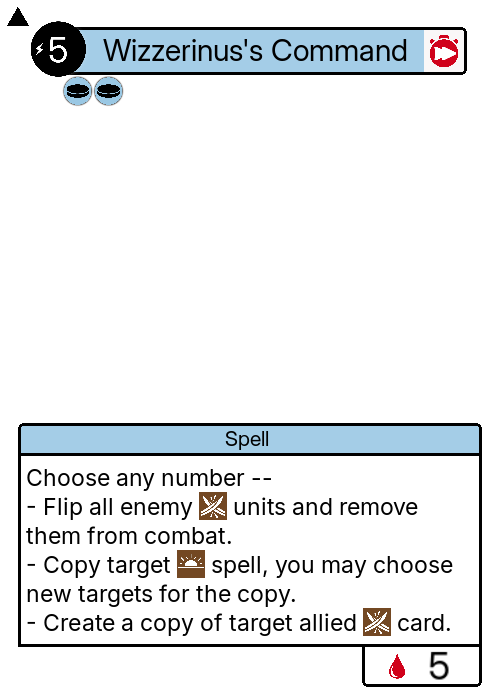 5 Wizzerinus's Command
Spell
Choose any number --
- Flip all enemy units and remove
them from combat.
- Copy target spell, you may choose
new targets for the copy.
- Create a copy of target allied card.
5